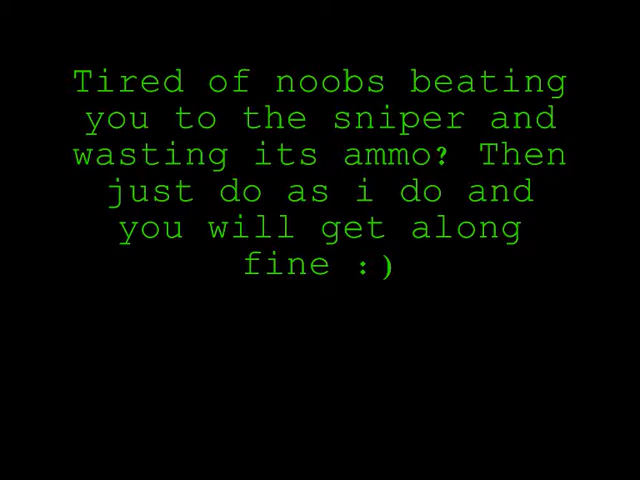 Tired of noobs beating
you to the sniper and
wasting its ammo? Then
just do as i do and
you will get along
fine :)